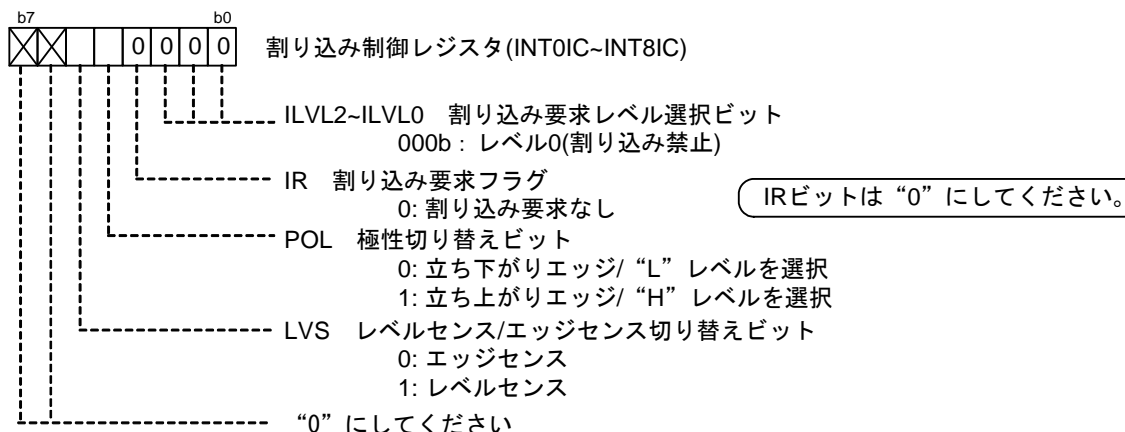 b7 b0
0 0 0 0 割り込み制御レジスタ(INT0IC~INT8IC)
ILVL2~ILVL0 割り込み要求レベル選択ビット
000b : レベル0(割り込み禁止)
IR 割り込み要求フラグ
0: 割り込み要求なし
IRビットは“0”にしてください。
POL 極性切り替えビット
0: 立ち下がりエッジ/“L”レベルを選択
1: 立ち上がりエッジ/“H”レベルを選択
LVS レベルセンス/エッジセンス切り替えビット
0: エッジセンス
1: レベルセンス
“0”にしてください